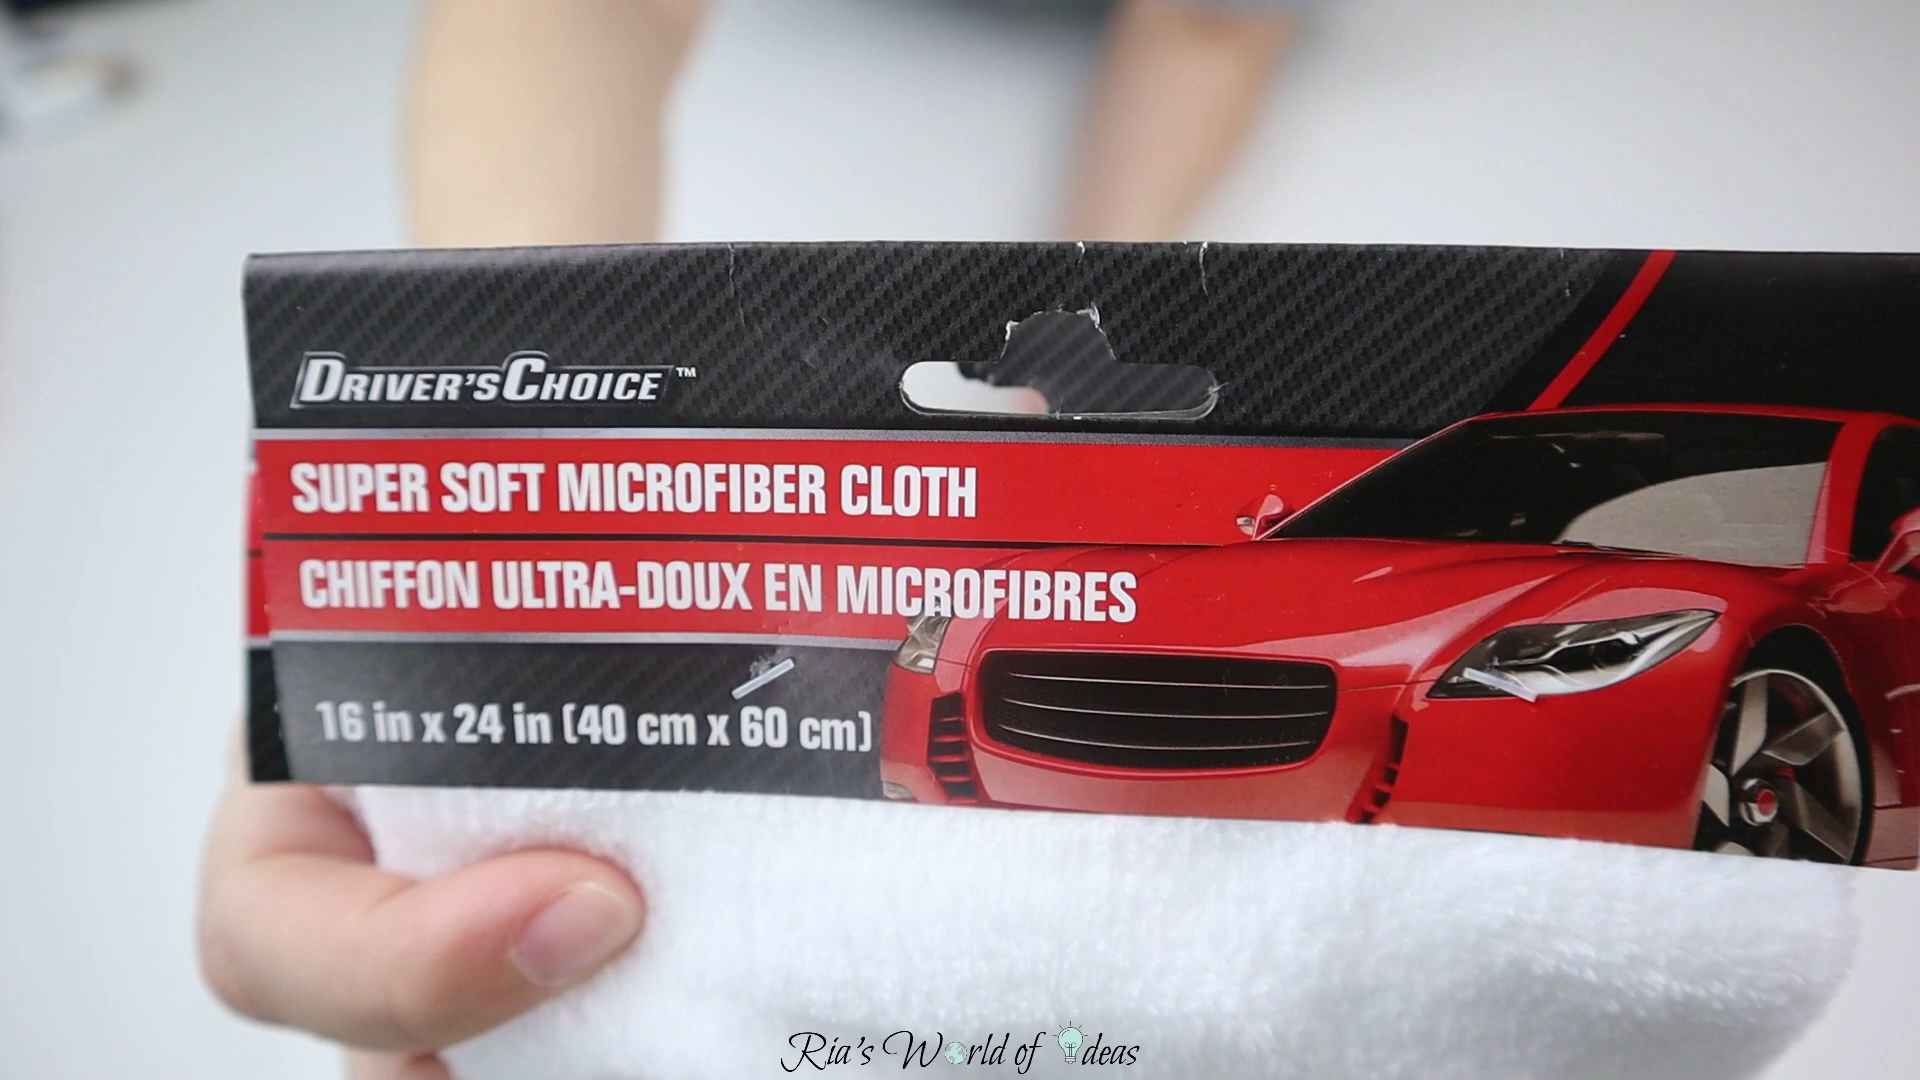 DRIVER'S CHOICE™
SUPER SOFT MICROFIBER CLOTH
CHIFFON ULTRA-DOUX EN MICROFIBRES
16 in x 24 in (40 cm x 60 cm)
Ria's World of Ideas